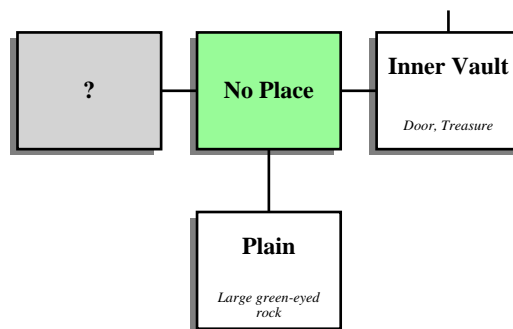 ?
No Place
Inner Vault
Door, Treasure
Plain
Large green-eyed
rock